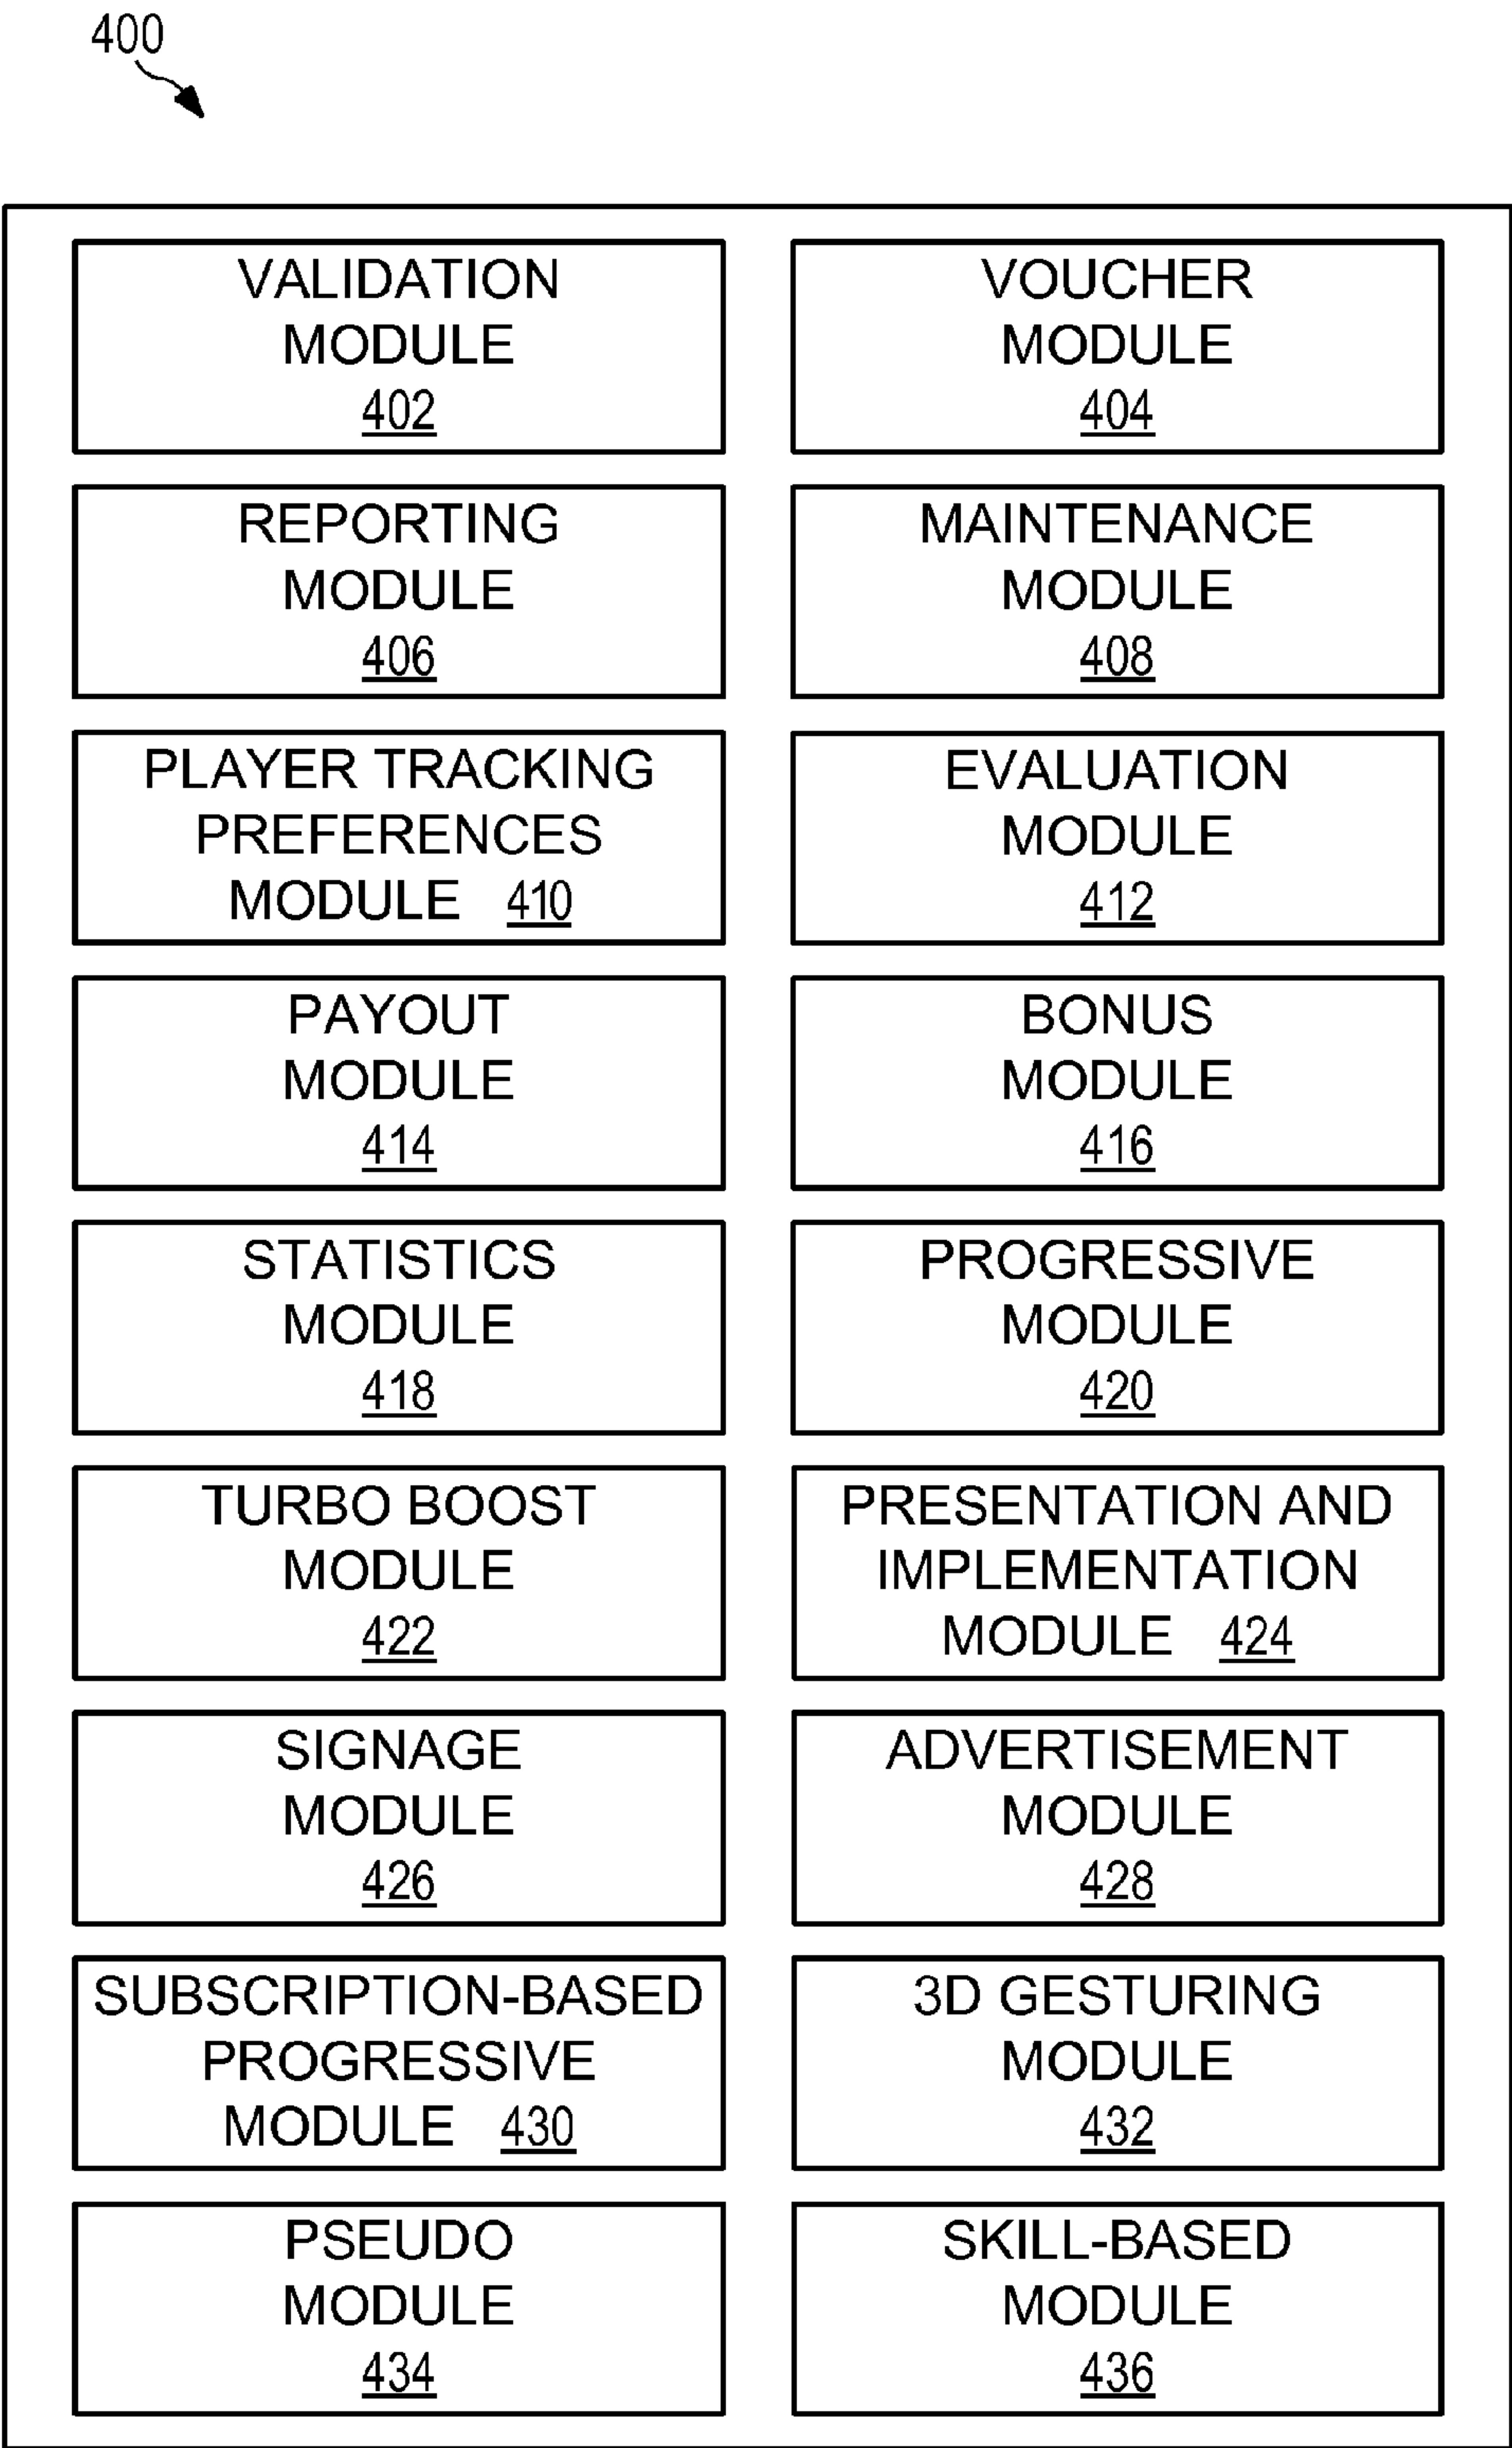 400
VALIDATION
MODULE
402
VOUCHER
MODULE
404
REPORTING
MODULE
406
MAINTENANCE
MODULE
408
PLAYER TRACKING
PREFERENCES
MODULE 410
EVALUATION
MODULE
412
PAYOUT
MODULE
414
BONUS
MODULE
416
STATISTICS
MODULE
418
PROGRESSIVE
MODULE
420
TURBO BOOST
MODULE
422
PRESENTATION AND
IMPLEMENTATION
MODULE 424
SIGNAGE
MODULE
426
ADVERTISEMENT
MODULE
428
SUBSCRIPTION-BASED
PROGRESSIVE
MODULE 430
3D GESTURING
MODULE
432
PSEUDO
MODULE
434
SKILL-BASED
MODULE
436